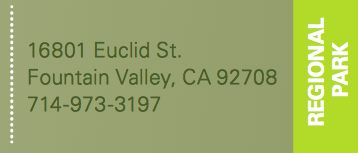 16801 Euclid St.
Fountain Valley, CA 92708
714-973-3197
REGIONAL
PARK